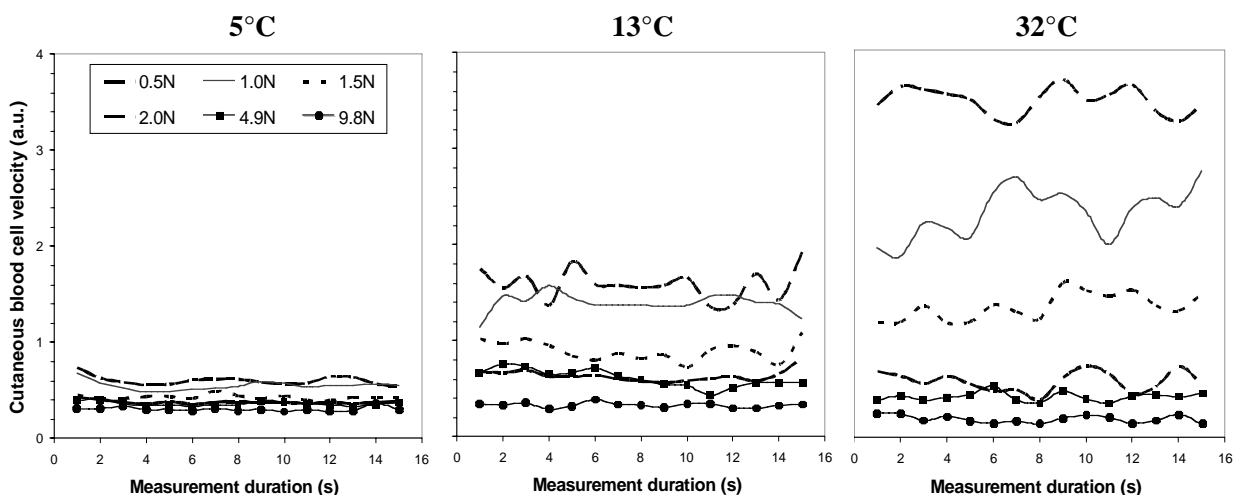 5°C 13°C 32°C
Cutaneous blood cell velocity (a.u.)
4
3
2
1
0
0.5N 1.0N 1.5N
2.0N 4.9N 9.8N
0 2 4 6 8 10 12 14 16 0 2 4 6 8 10 12 14 16 0 2 4 6 8 10 12 14 16
Measurement duration (s) Measurement duration (s) Measurement duration (s)